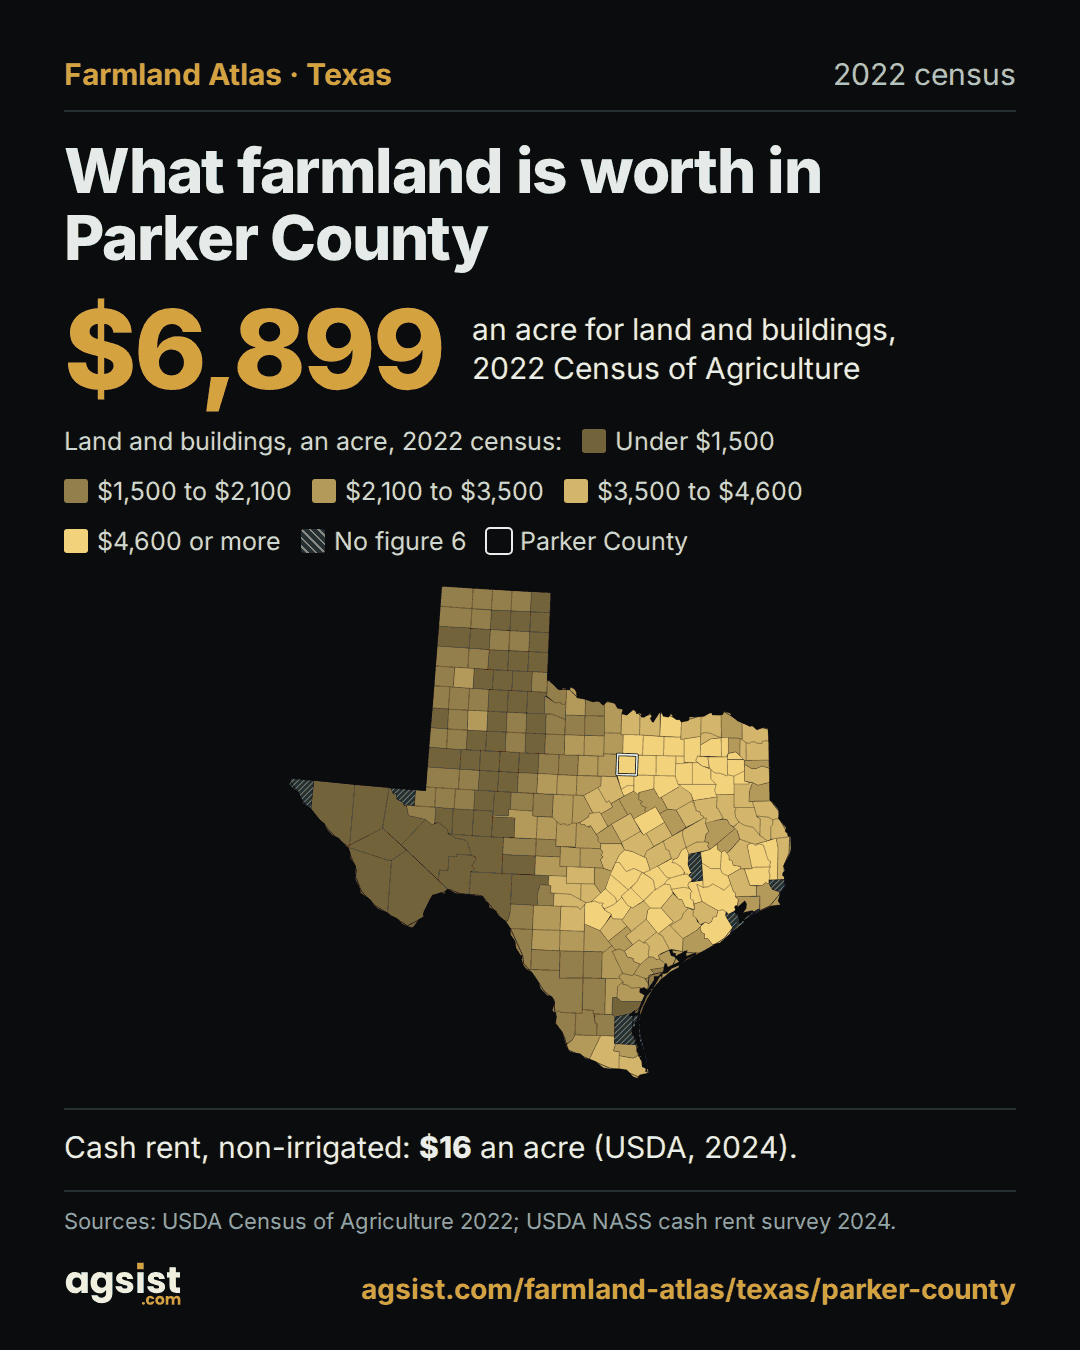 Farmland Atlas · Texas
2022 census
What farmland is worth in
Parker County
$6,899
an acre for land and buildings,
2022 Census of Agriculture
Land and buildings, an acre, 2022 census: Under $1,500
$1,500 to $2,100 $2,100 to $3,500 $3,500 to $4,600
$4,600 or more No figure 6 Parker County
Cash rent, non-irrigated: $16 an acre (USDA, 2024).
Sources: USDA Census of Agriculture 2022; USDA NASS cash rent survey 2024.
agsist
.com
agsist.com/farmland-atlas/texas/parker-county